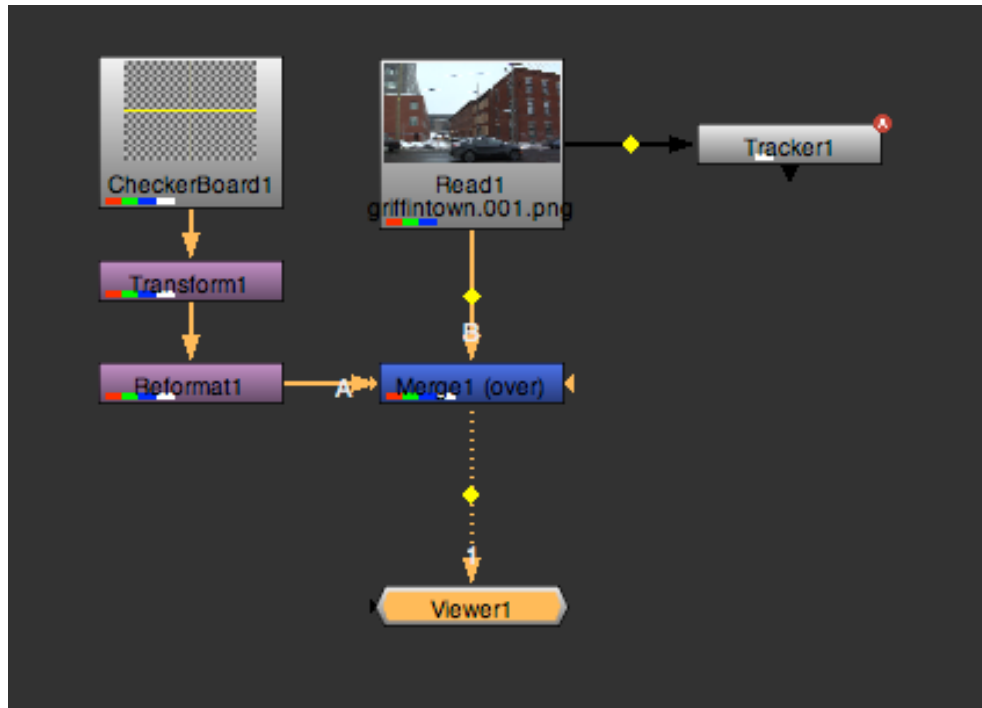 CheckerBoard1
Read1
griffintown.001.png
Tracker1
A
Transform1
B
Reformat1
A
Merge1 (over)
1
Viewer1